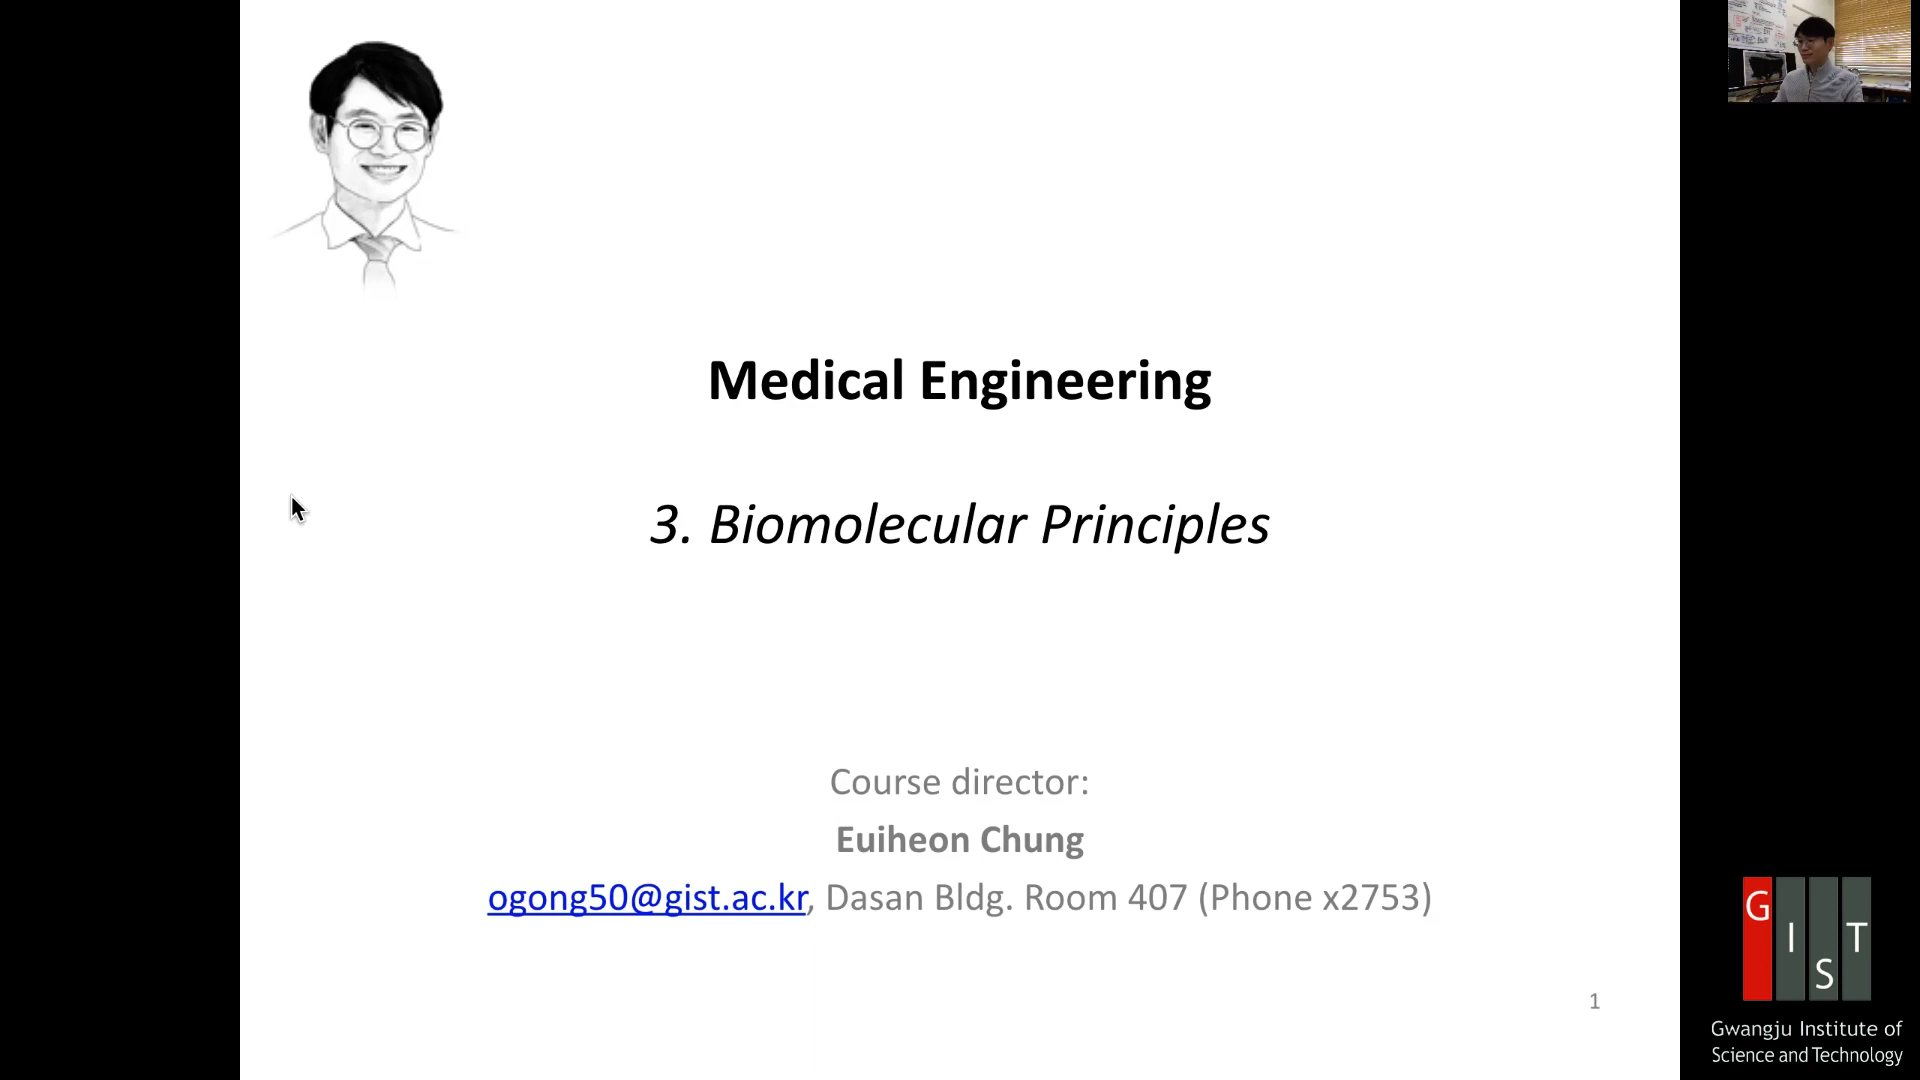 Medical Engineering
3. Biomolecular Principles
Course director:
Euiheon Chung
ogong50@gist.ac.kr, Dasan Bldg. Room 407 (Phone x2753)
1
G I S T
Gwangju Institute of
Science and Technology